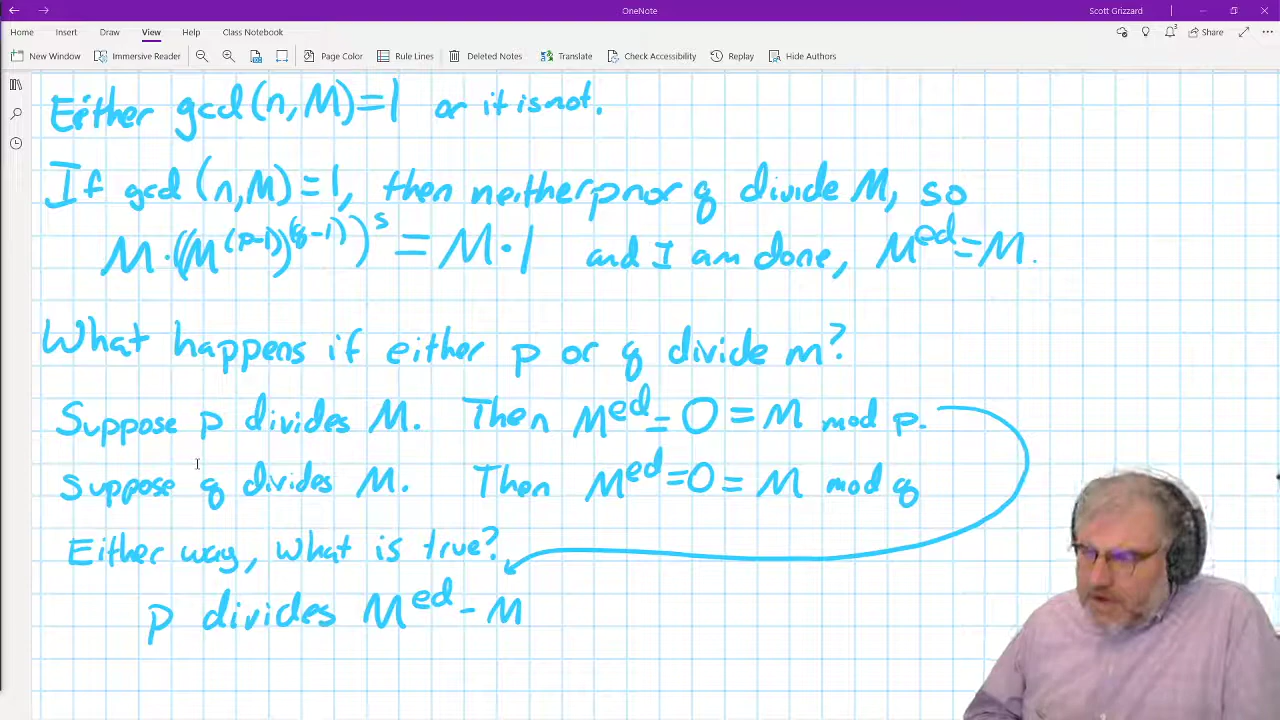 OneNote
Scott Grizzard
Home Insert Draw View Help Class Notebook
Share
New Window Immersive Reader Page Color Rule Lines Deleted Notes Translate Check Accessibility Replay Hide Authors
Either gcd(n,M)=1 or it is not.
If gcd(n,M)=1, then neither p nor q divide M, so
M·((M^(p-1))^(q-1))^s = M·1 and I am done, M^ed=M.
What happens if either p or q divide m?
Suppose p divides M. Then M^ed=0=M mod p.
Suppose q divides M. Then M^ed=0=M mod q
Either way, what is true?
p divides M^ed-M